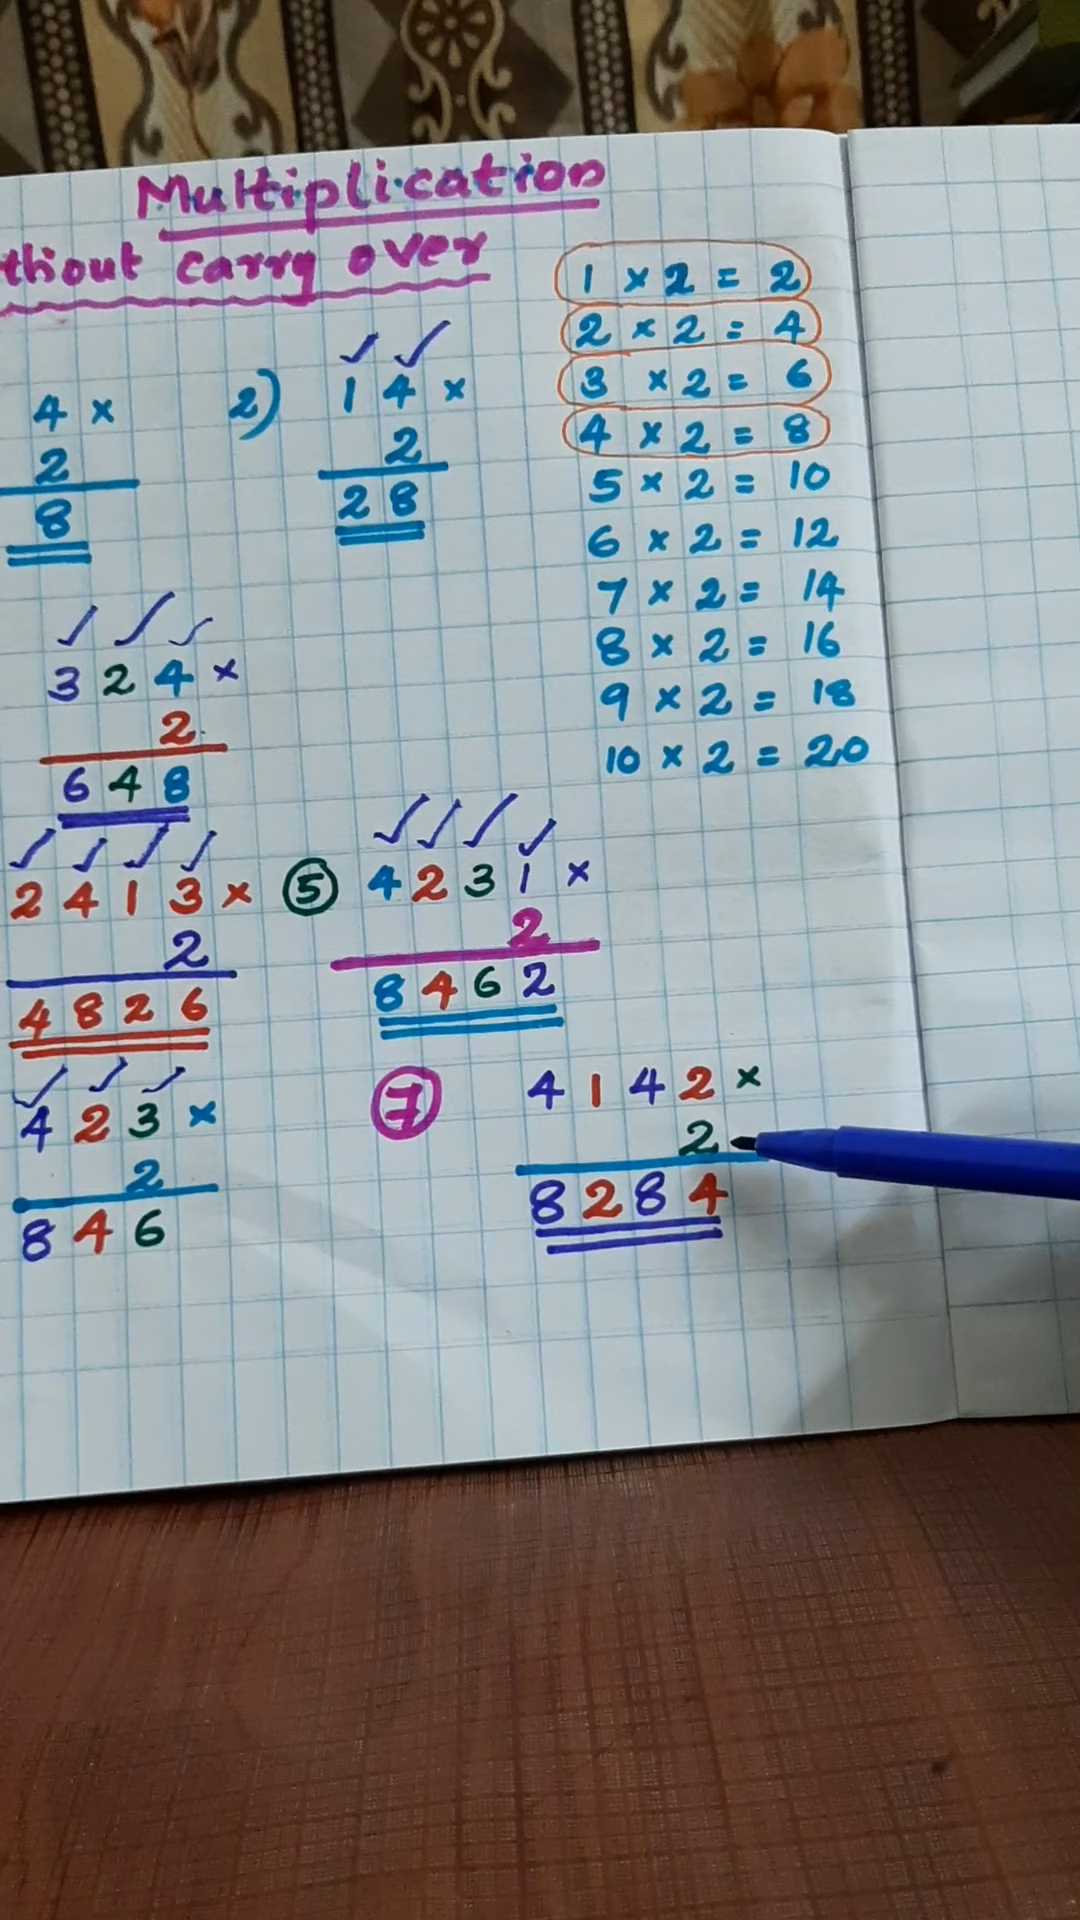 Multiplication
thout carry over
4 ×
2
8
2) 14 ×
2
28
1 × 2 = 2
2 × 2 = 4
3 × 2 = 6
4 × 2 = 8
5 × 2 = 10
6 × 2 = 12
7 × 2 = 14
8 × 2 = 16
9 × 2 = 18
10 × 2 = 20
324 ×
2
648
2413 ×
2
4826
5 4231 ×
2
8462
423 ×
2
846
7 4142 ×
2
8284